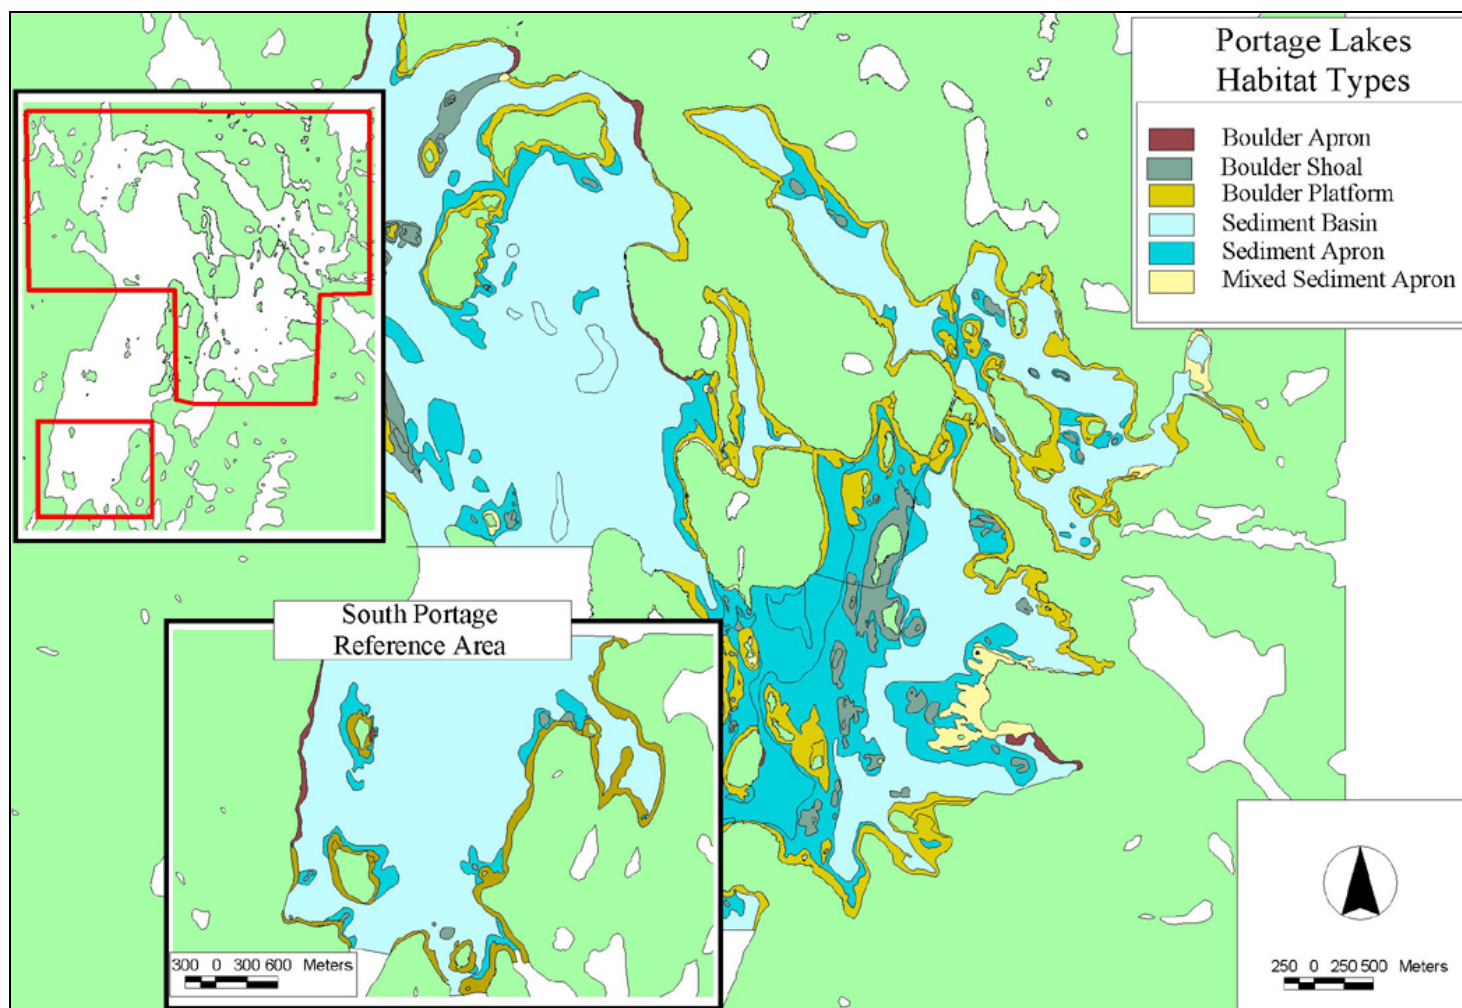 Portage Lakes
Habitat Types
Boulder Apron
Boulder Shoal
Boulder Platform
Sediment Basin
Sediment Apron
Mixed Sediment Apron
South Portage
Reference Area
300 0 300 600 Meters
250 0 250 500 Meters